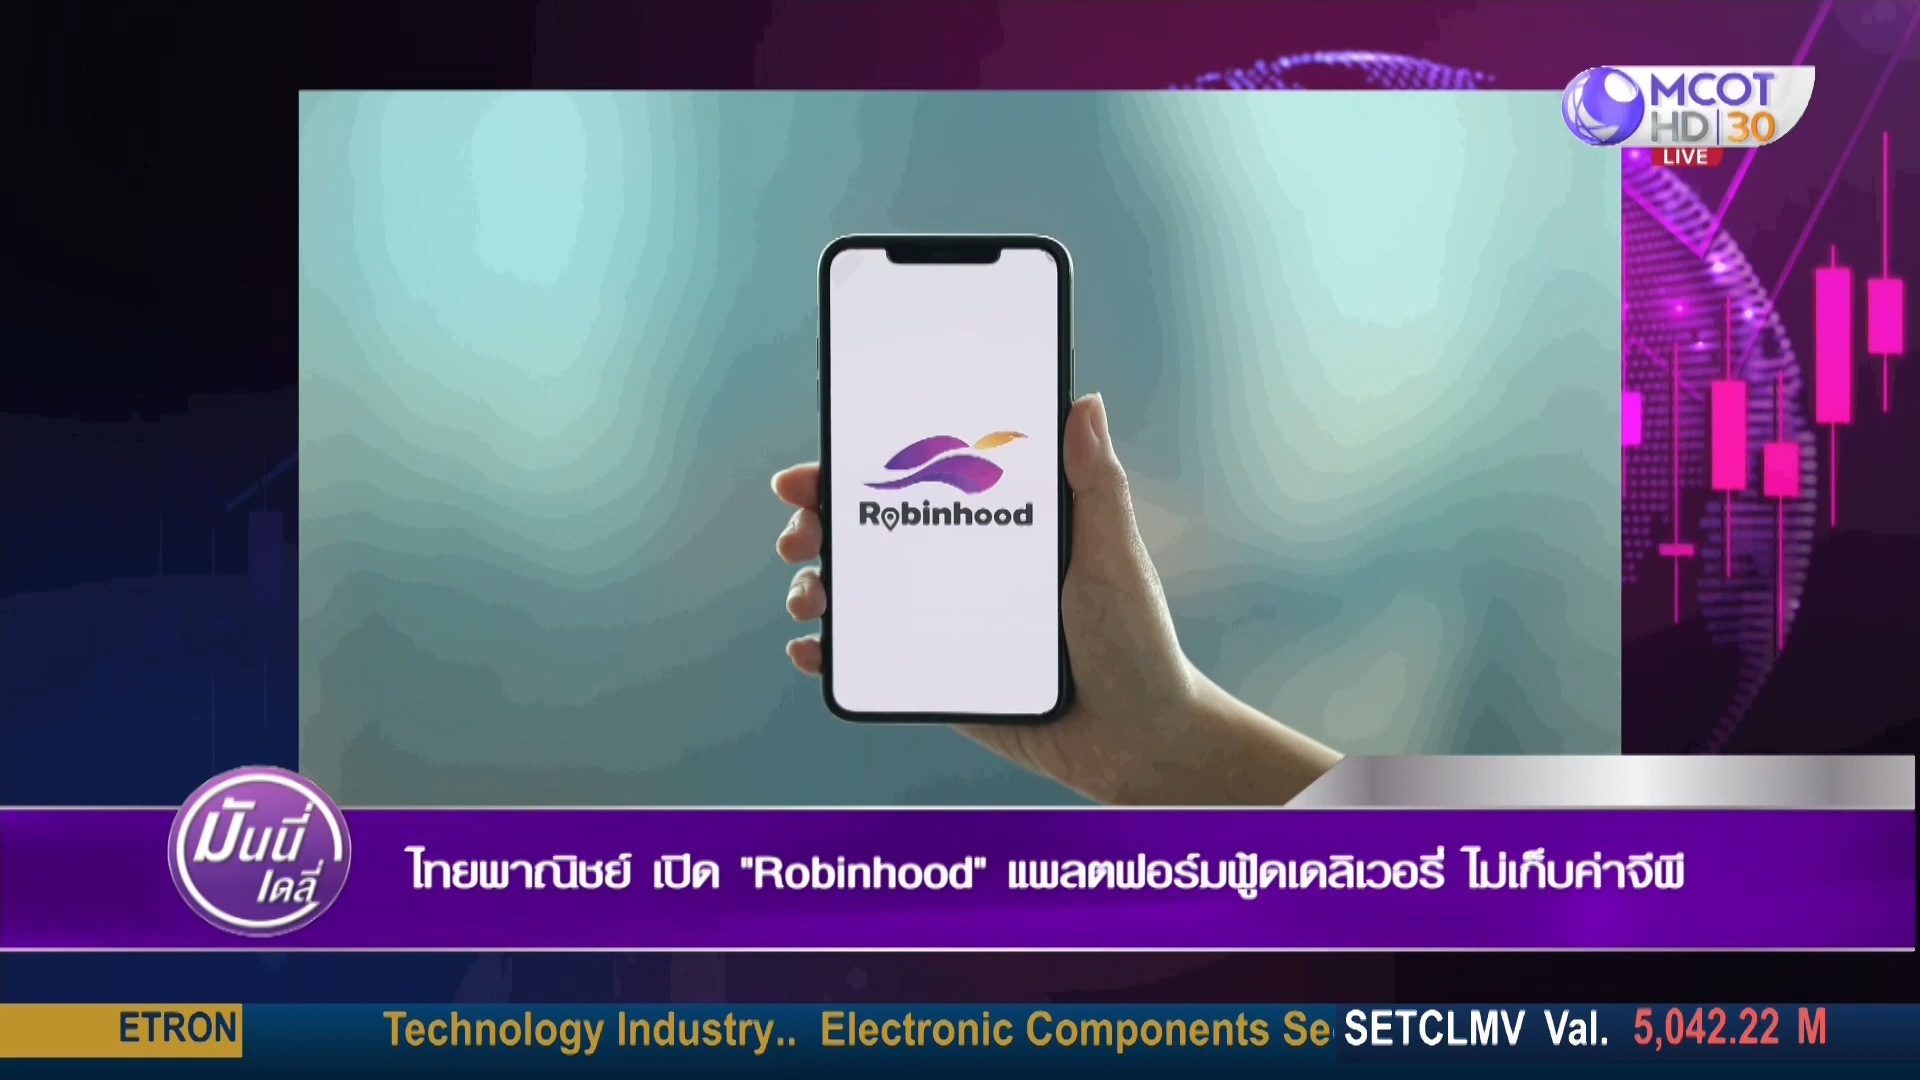 MCOT
HD 30
LIVE
Robinhood
มันนี่
เดลี่
ไทยพาณิชย์ เปิด "Robinhood" แพลตฟอร์มฟู้ดเดลิเวอรี่ ไม่เก็บค่าจีพี
ETRON Technology Industry.. Electronic Components Se SETCLMV Val. 5,042.22 M